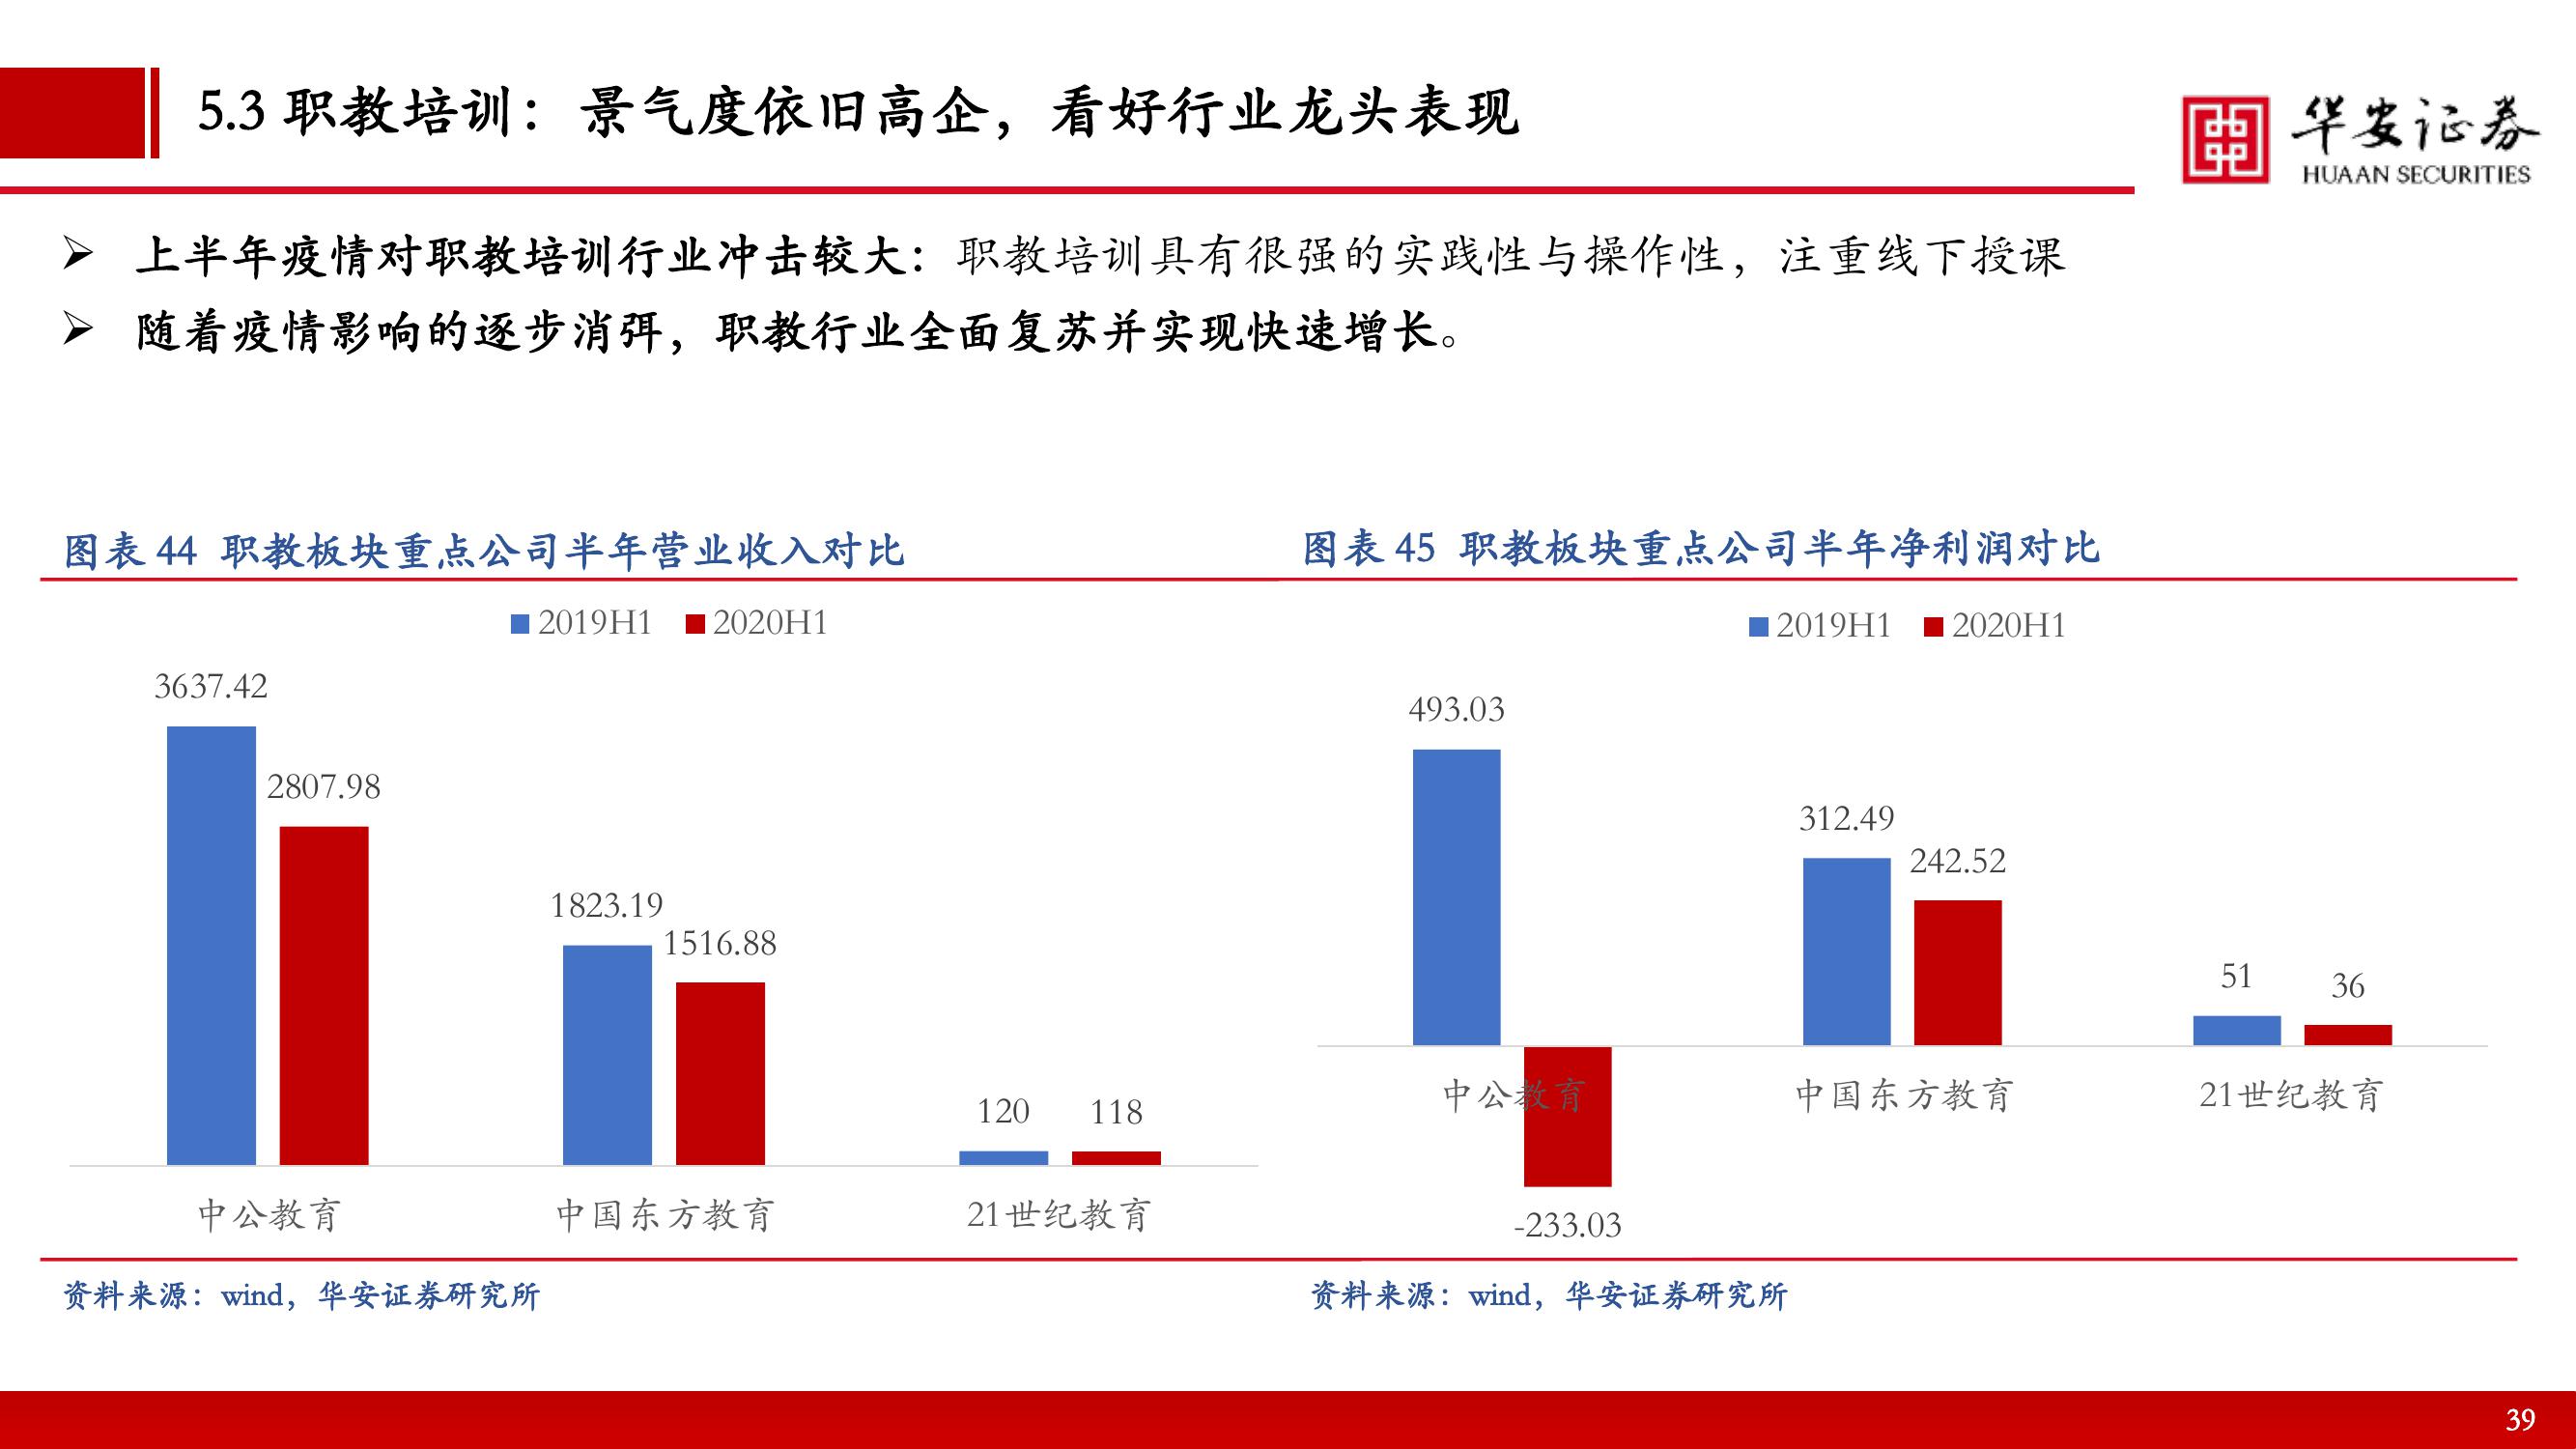 5.3 职教培训：景气度依旧高企，看好行业龙头表现
华安证券
HUAAN SECURITIES
➢ 上半年疫情对职教培训行业冲击较大：职教培训具有很强的实践性与操作性，注重线下授课
➢ 随着疫情影响的逐步消弭，职教行业全面复苏并实现快速增长。
图表 44 职教板块重点公司半年营业收入对比
2019H1 2020H1
3637.42
2807.98
1823.19
1516.88
120 118
中公教育 中国东方教育 21世纪教育
资料来源：wind，华安证券研究所
图表 45 职教板块重点公司半年净利润对比
2019H1 2020H1
493.03
312.49
242.52
51
36
中公教育 中国东方教育 21世纪教育
-233.03
资料来源：wind，华安证券研究所
39